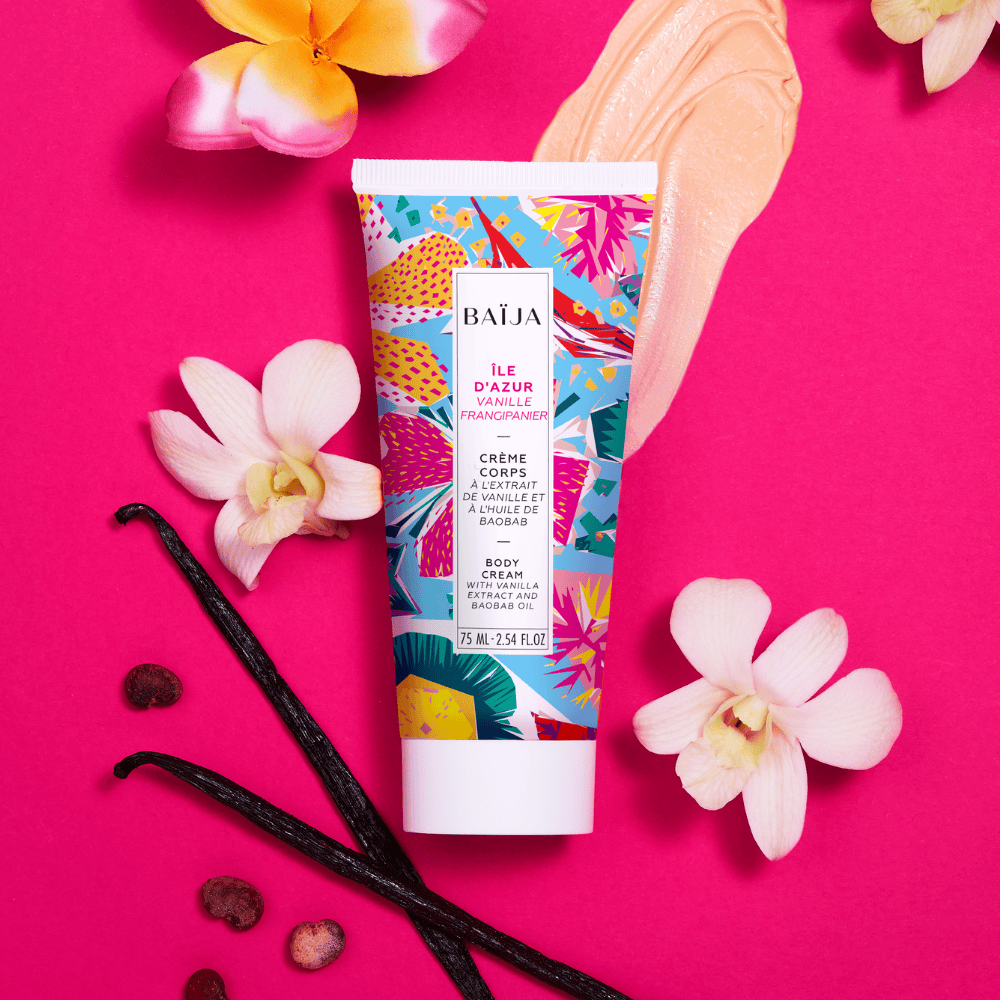 BAÏJA
ÎLE
D'AZUR
VANILLE
FRANGIPANIER
—
CRÈME
CORPS
À L'EXTRAIT
DE VANILLE ET
À L'HUILE DE
BAOBAB
—
BODY
CREAM
WITH VANILLA
EXTRACT AND
BAOBAB OIL
75 ML-2.54 FL.OZ